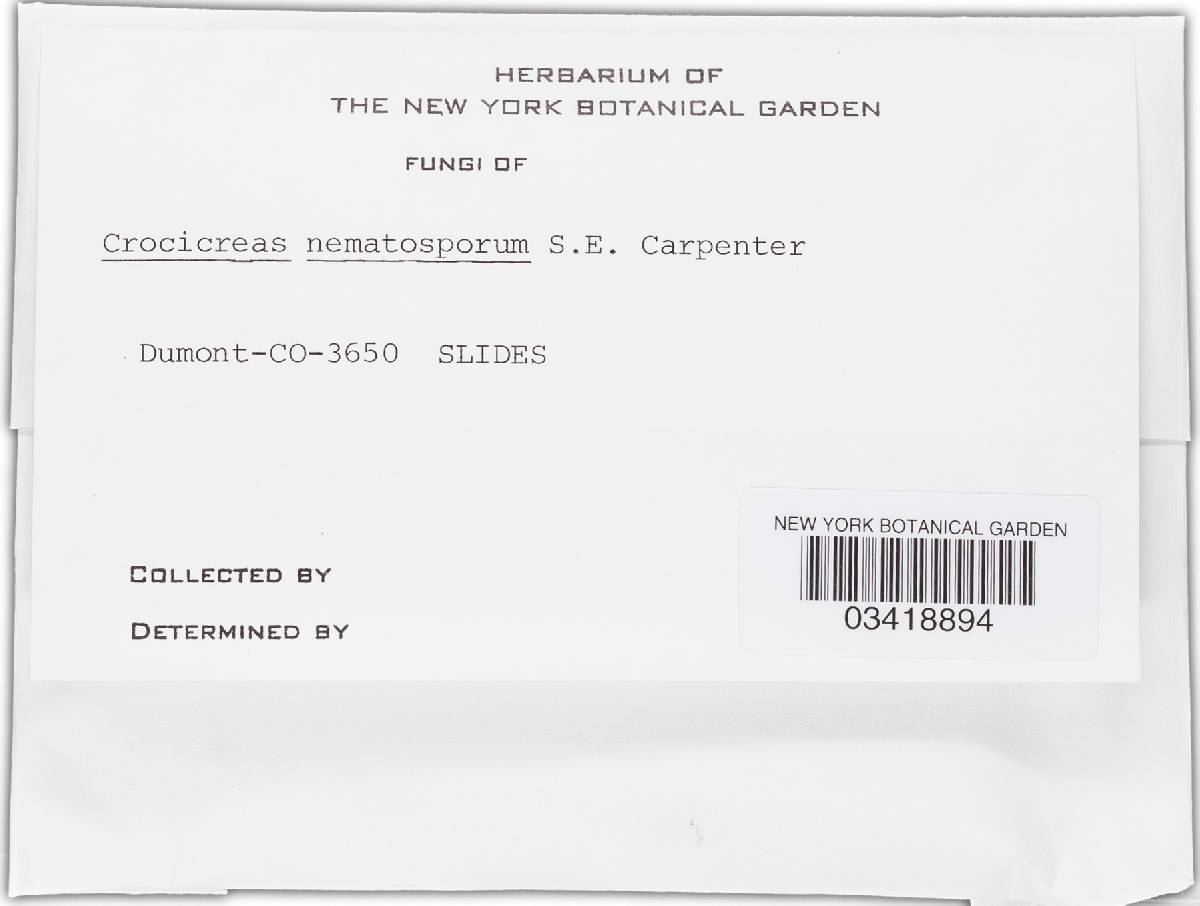 HERBARIUM OF
THE NEW YORK BOTANICAL GARDEN
FUNGI OF
Crocicreas nematosporum S.E. Carpenter
Dumont-CO-3650 SLIDES
NEW YORK BOTANICAL GARDEN
03418894
COLLECTED BY
DETERMINED BY